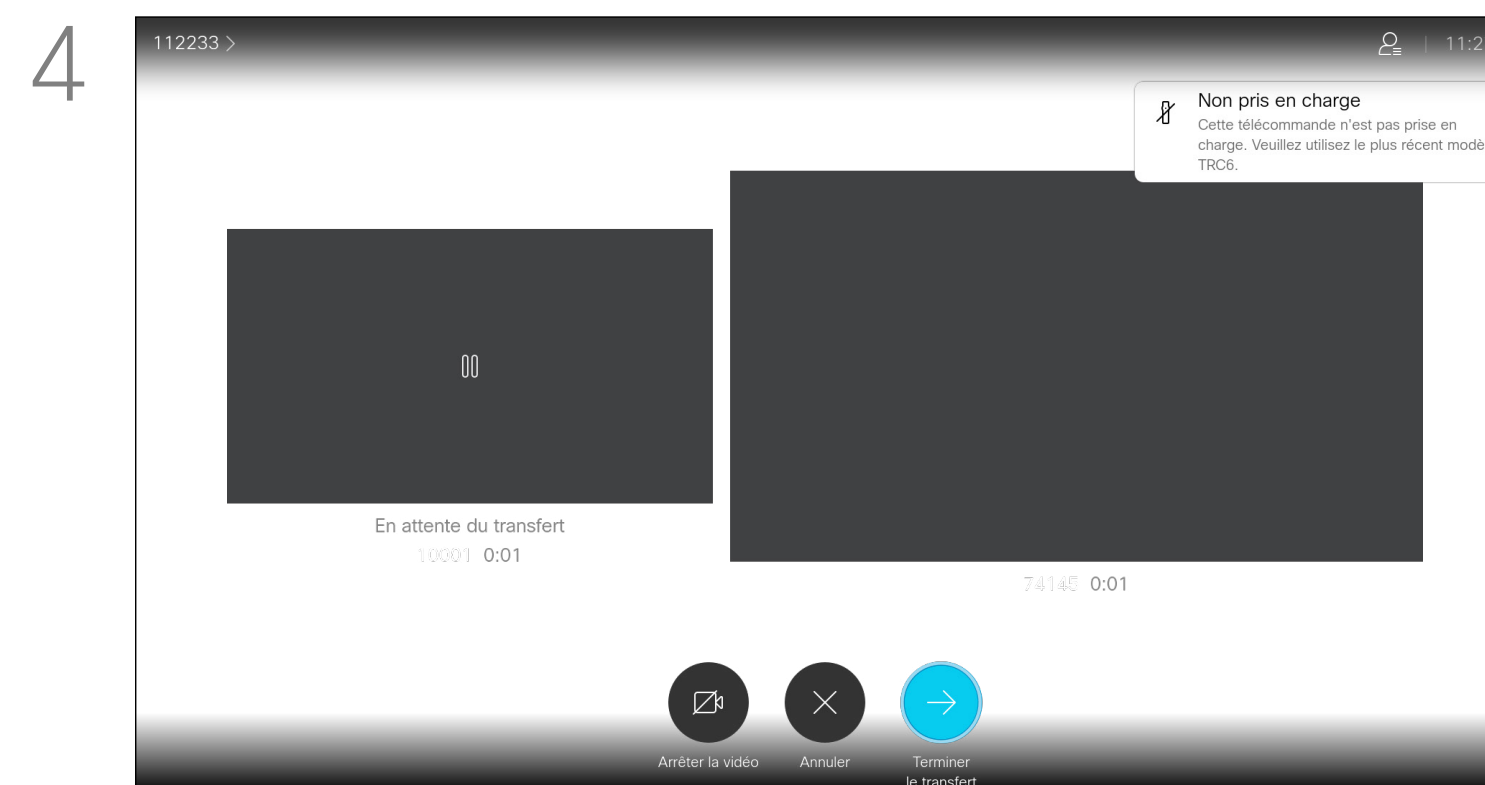 4
112233
11:2
Non pris en charge
Cette télécommande n'est pas prise en
charge. Veuillez utilisez le plus récent modè
TRC6.
En attente du transfert
10001 0:01
74145 0:01
Arrêter la vidéo
Annuler
Terminer
le transfert